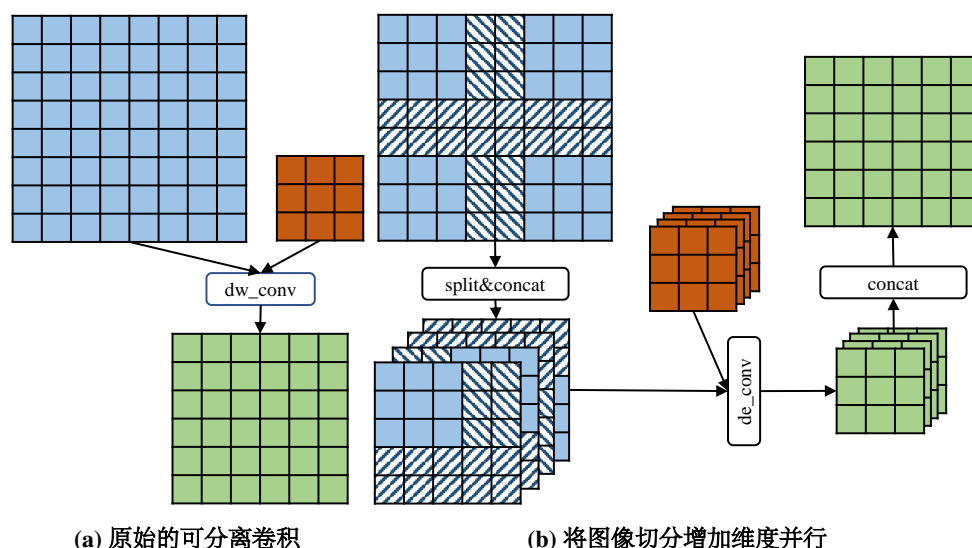 dw_conv
split&concat
de_conv
concat
(a) 原始的可分离卷积
(b) 将图像切分增加维度并行